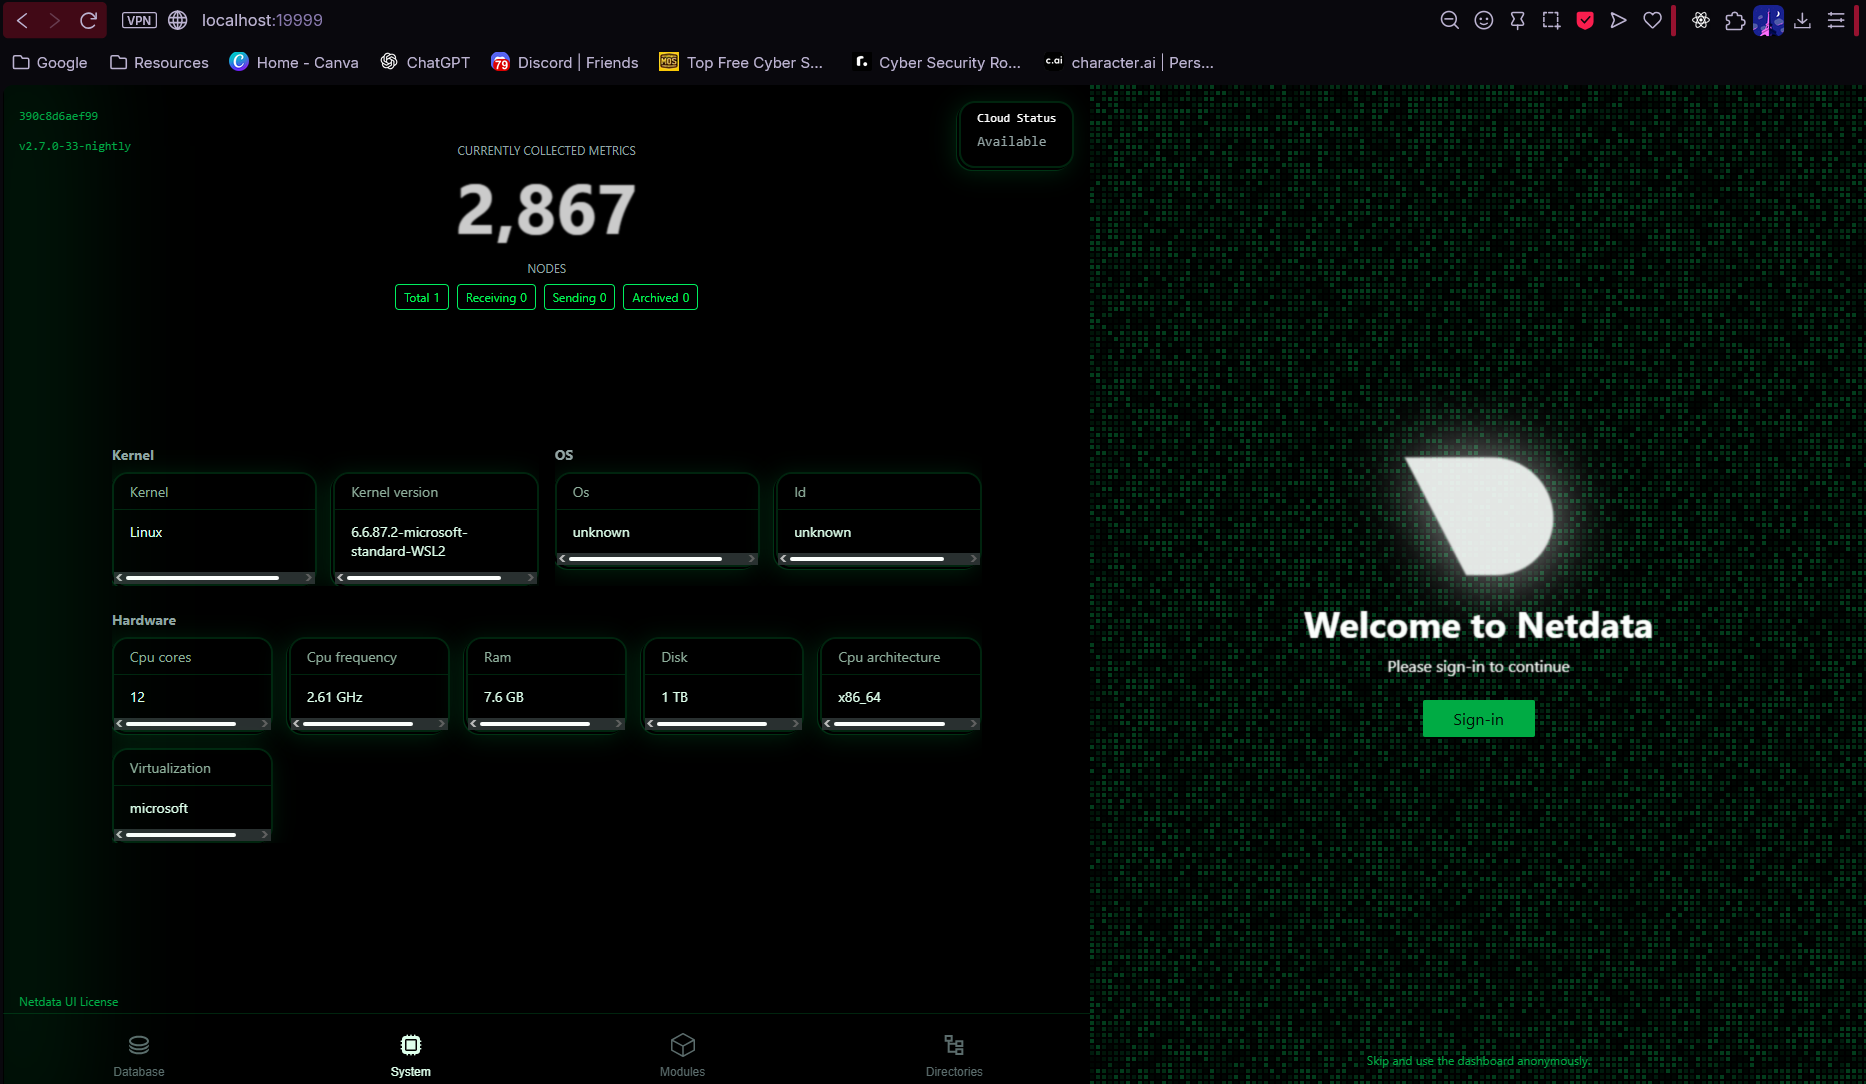 VPN
localhost:19999
Google
Resources
Home - Canva
ChatGPT
79
Discord | Friends
MOS
Top Free Cyber S...
r.
Cyber Security Ro...
c.ai
character.ai | Pers...
390c8d6aef99
v2.7.0-33-nightly
Cloud Status
Available
CURRENTLY COLLECTED METRICS
2,867
NODES
Total 1
Receiving 0
Sending 0
Archived 0
Kernel
OS
Kernel
Kernel version
Os
Id
Linux
6.6.87.2-microsoft-
standard-WSL2
unknown
unknown
Hardware
Cpu cores
Cpu frequency
Ram
Disk
Cpu architecture
12
2.61 GHz
7.6 GB
1 TB
x86_64
Virtualization
microsoft
Welcome to Netdata
Please sign-in to continue
Sign-in
Netdata UI License
Database
System
Modules
Directories
Skip and use the dashboard anonymously.